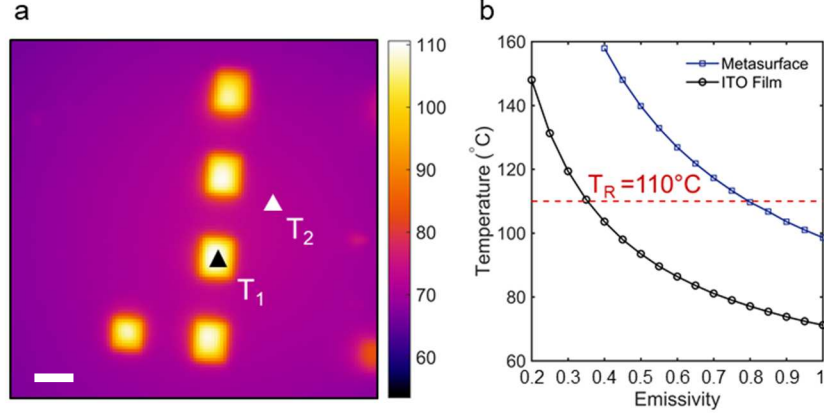 a
T1
T2
110
100
90
80
70
60
b
160
140
120
100
80
60
Temperature (°C)
Metasurface
ITO Film
TR =110°C
0.2 0.3 0.4 0.5 0.6 0.7 0.8 0.9 1
Emissivity